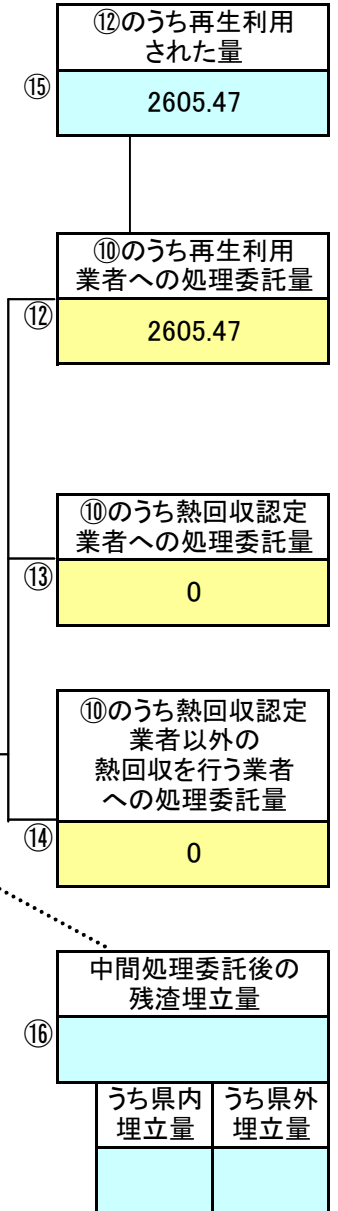 ⑫のうち再生利用
された量
⑮
2605.47
⑩のうち再生利用
業者への処理委託量
⑫
2605.47
⑩のうち熱回収認定
業者への処理委託量
⑬
0
⑩のうち熱回収認定
業者以外の
熱回収を行う業者
への処理委託量
⑭
0
中間処理委託後の
残渣埋立量
⑯
うち県内
埋立量
うち県外
埋立量